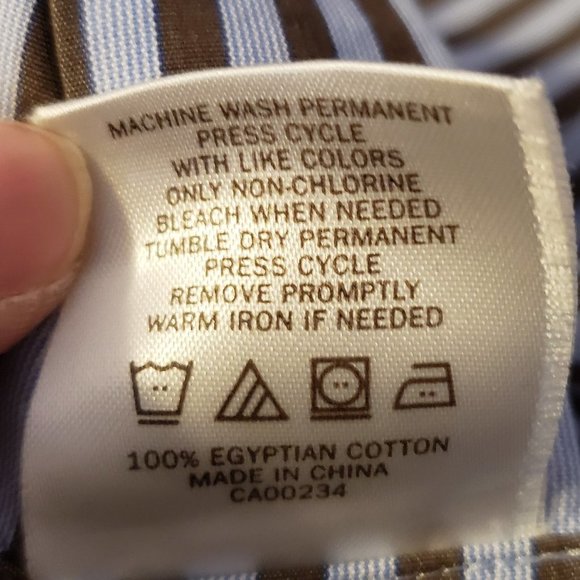 MACHINE WASH PERMANENT
PRESS CYCLE
WITH LIKE COLORS
ONLY NON-CHLORINE
BLEACH WHEN NEEDED
TUMBLE DRY PERMANENT
PRESS CYCLE
REMOVE PROMPTLY
WARM IRON IF NEEDED
100% EGYPTIAN COTTON
MADE IN CHINA
CA00234